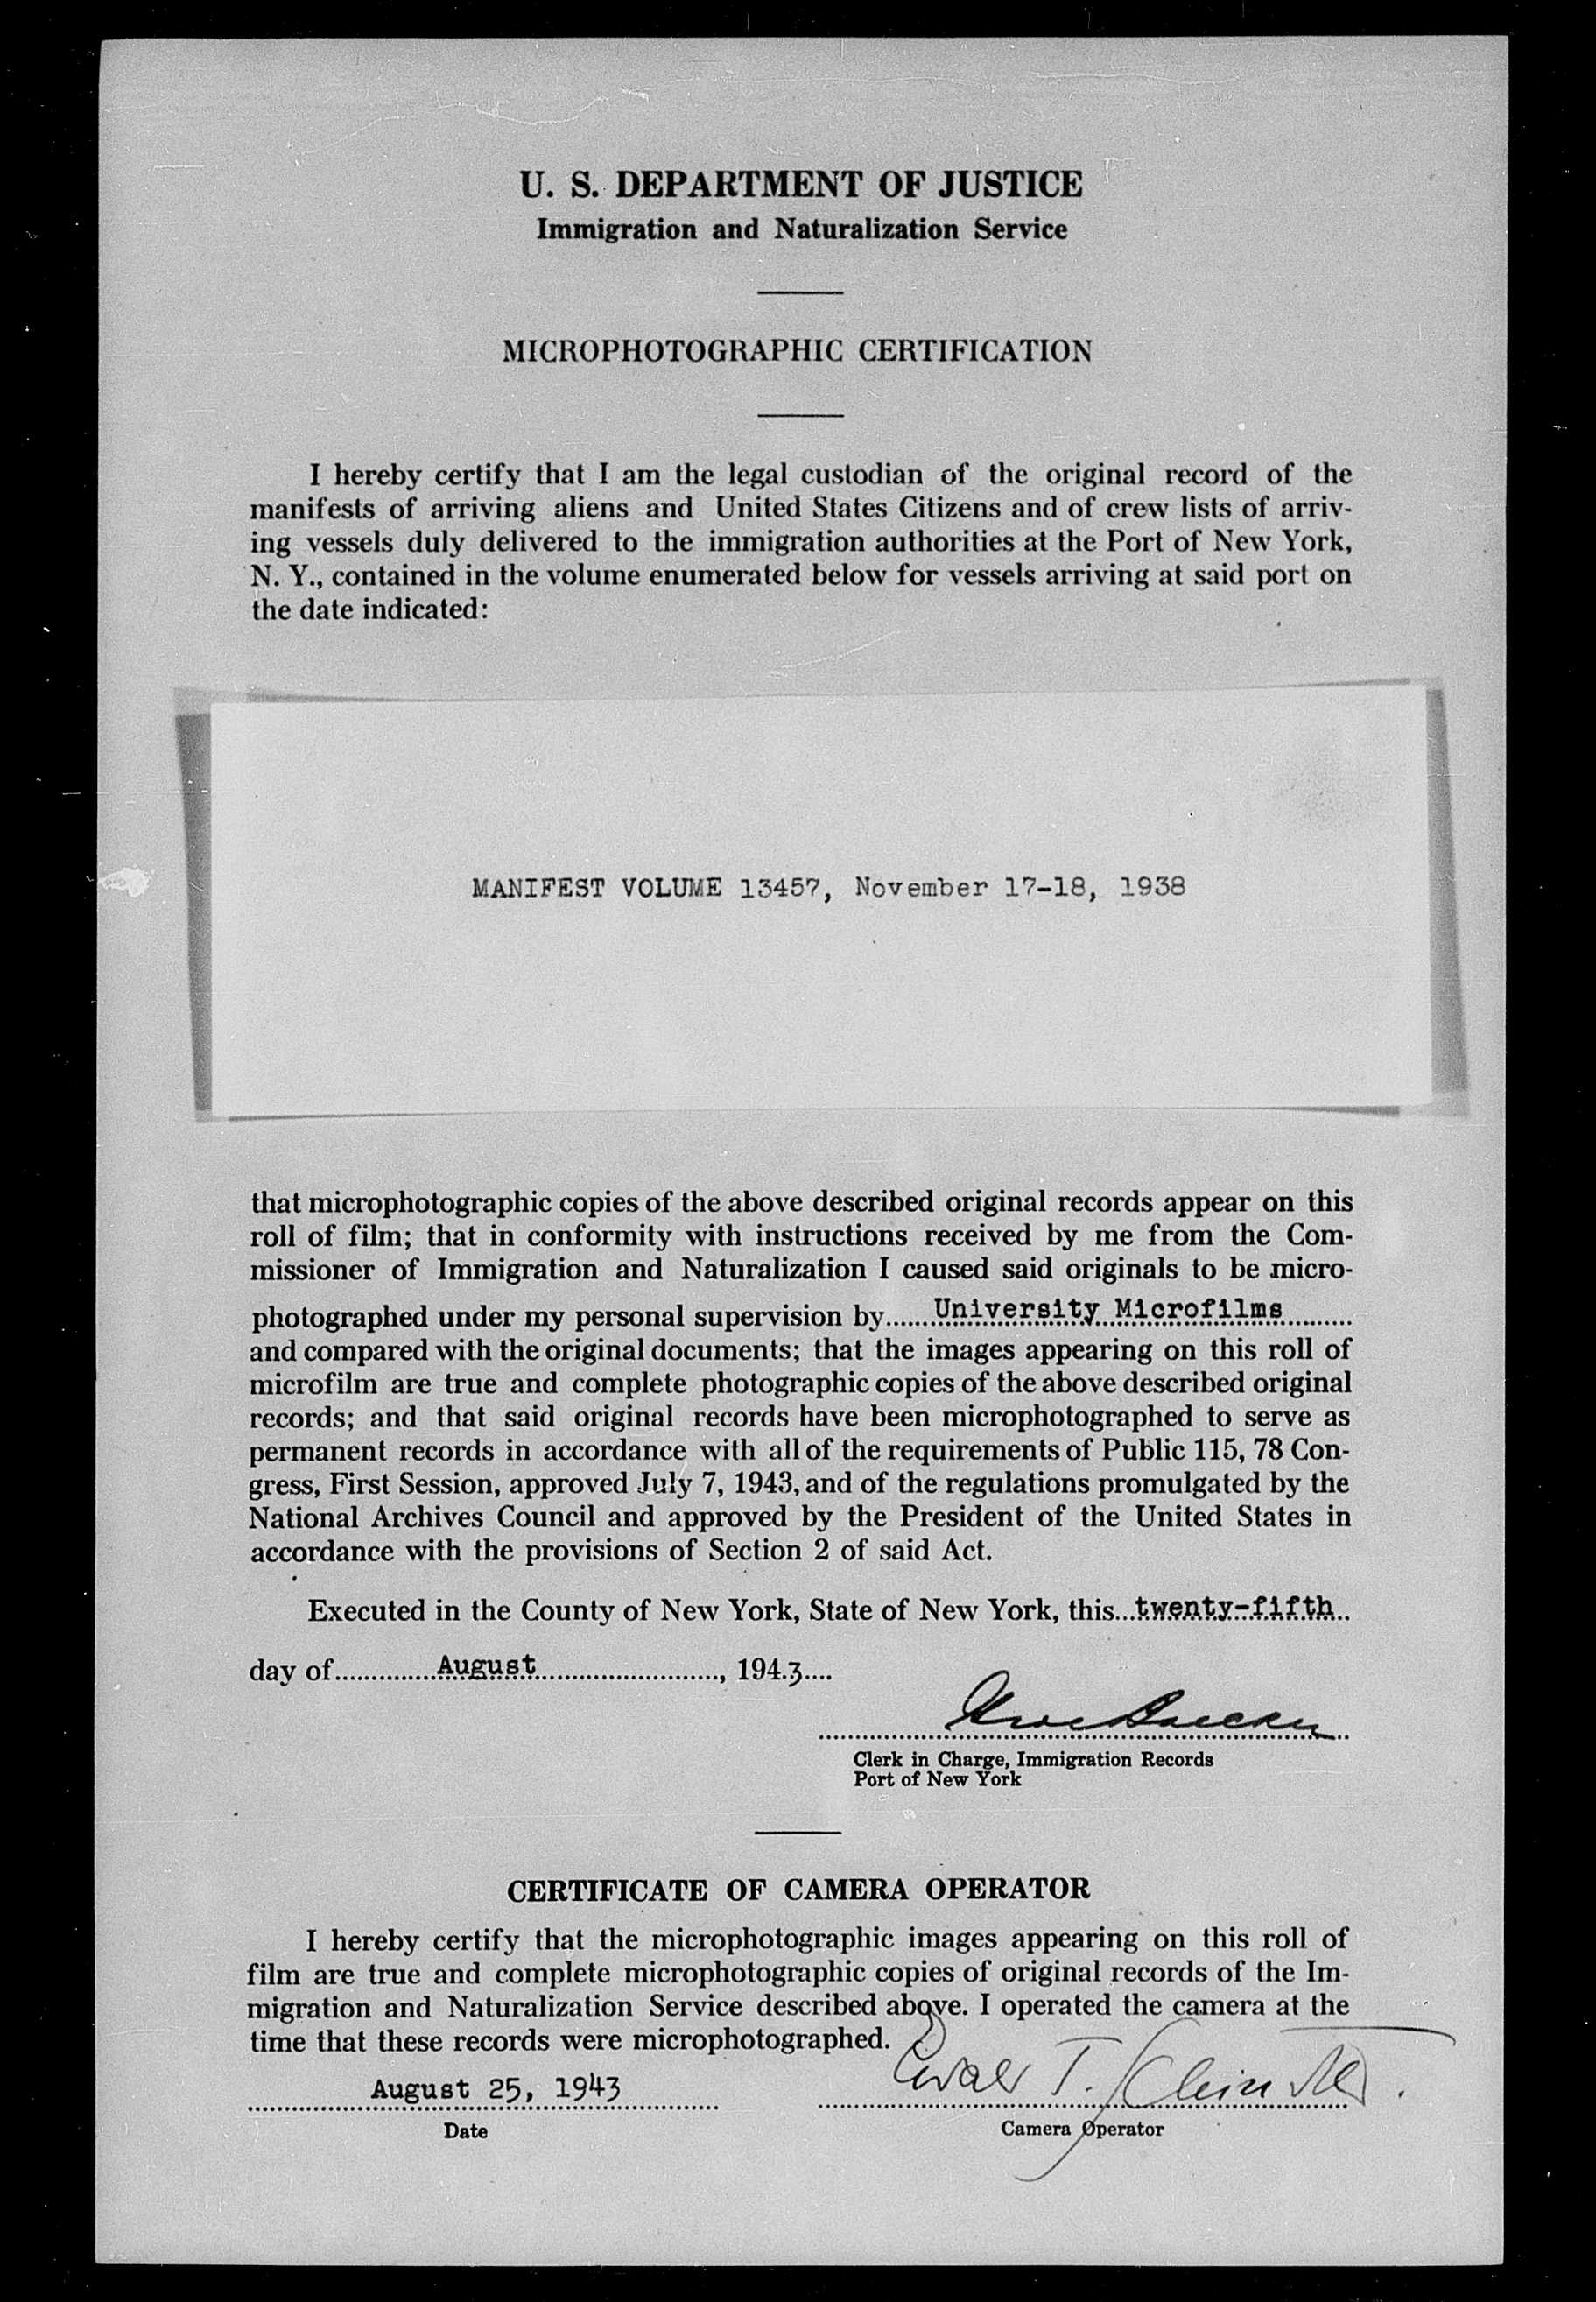 U. S. DEPARTMENT OF JUSTICE
Immigration and Naturalization Service
MICROPHOTOGRAPHIC CERTIFICATION
I hereby certify that I am the legal custodian of the original record of the
manifests of arriving aliens and United States Citizens and of crew lists of arriv-
ing vessels duly delivered to the immigration authorities at the Port of New York,
N. Y., contained in the volume enumerated below for vessels arriving at said port on
the date indicated:
MANIFEST VOLUME 13457, November 17-18, 1938
that microphotographic copies of the above described original records appear on this
roll of film; that in conformity with instructions received by me from the Com-
missioner of Immigration and Naturalization I caused said originals to be micro-
photographed under my personal supervision by......University Microfilms..........
and compared with the original documents; that the images appearing on this roll of
microfilm are true and complete photographic copies of the above described original
records; and that said original records have been microphotographed to serve as
permanent records in accordance with all of the requirements of Public 115, 78 Con-
gress, First Session, approved July 7, 1943, and of the regulations promulgated by the
National Archives Council and approved by the President of the United States in
accordance with the provisions of Section 2 of said Act.
Executed in the County of New York, State of New York, this...twenty-fifth..
day of..............August........................, 194.3....
Clerk in Charge, Immigration Records
Port of New York
CERTIFICATE OF CAMERA OPERATOR
I hereby certify that the microphotographic images appearing on this roll of
film are true and complete microphotographic copies of original records of the Im-
migration and Naturalization Service described above. I operated the camera at the
time that these records were microphotographed.
August 25, 1943 T.
Date Camera Operator